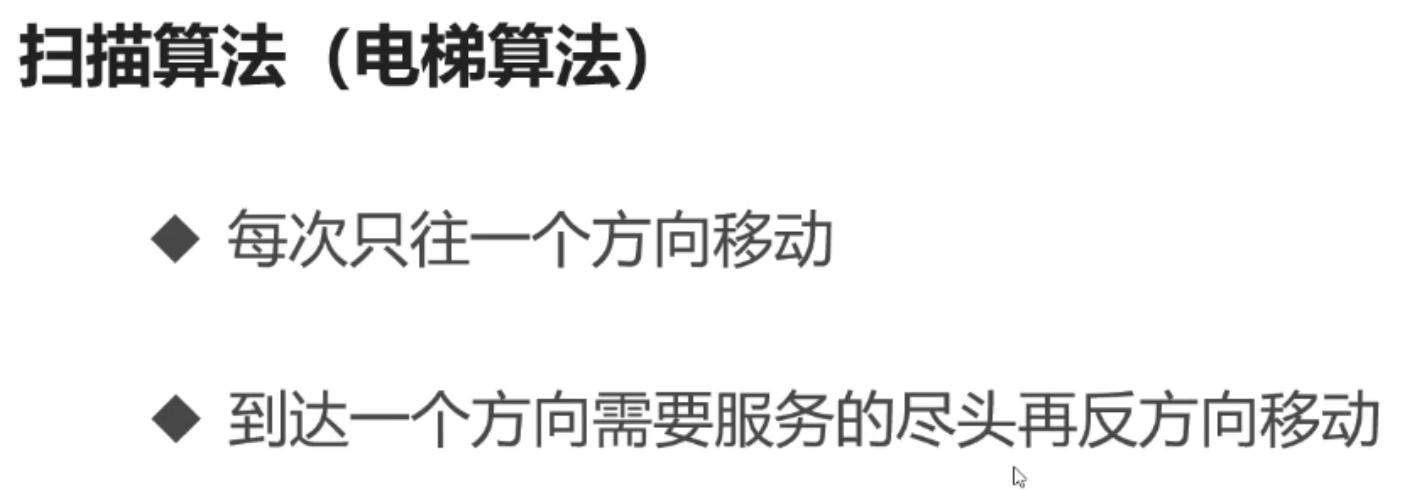 扫描算法（电梯算法）
◆ 每次只往一个方向移动
◆ 到达一个方向需要服务的尽头再反方向移动